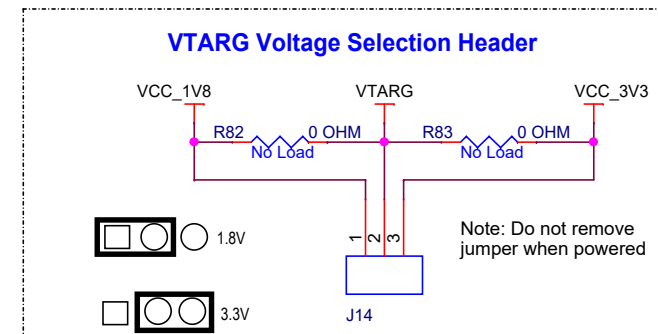 VTARG Voltage Selection Header
VCC_1V8
VTARG
VCC_3V3
R82
0 OHM
No Load
R83
0 OHM
No Load
1
2
3
1.8V
Note: Do not remove
jumper when powered
3.3V
J14